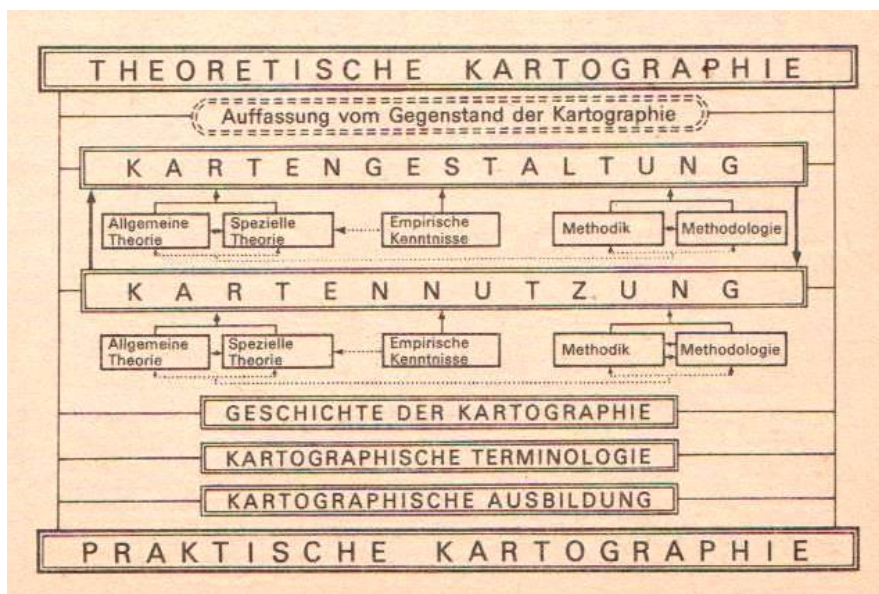 THEORETISCHE KARTOGRAPHIE
Auffassung vom Gegenstand der Kartographie
KARTENGESTALTUNG
Allgemeine Theorie
Spezielle Theorie
Empirische Kenntnisse
Methodik
Methodologie
KARTENNUTZUNG
Allgemeine Theorie
Spezielle Theorie
Empirische Kenntnisse
Methodik
Methodologie
GESCHICHTE DER KARTOGRAPHIE
KARTOGRAPHISCHE TERMINOLOGIE
KARTOGRAPHISCHE AUSBILDUNG
PRAKTISCHE KARTOGRAPHIE